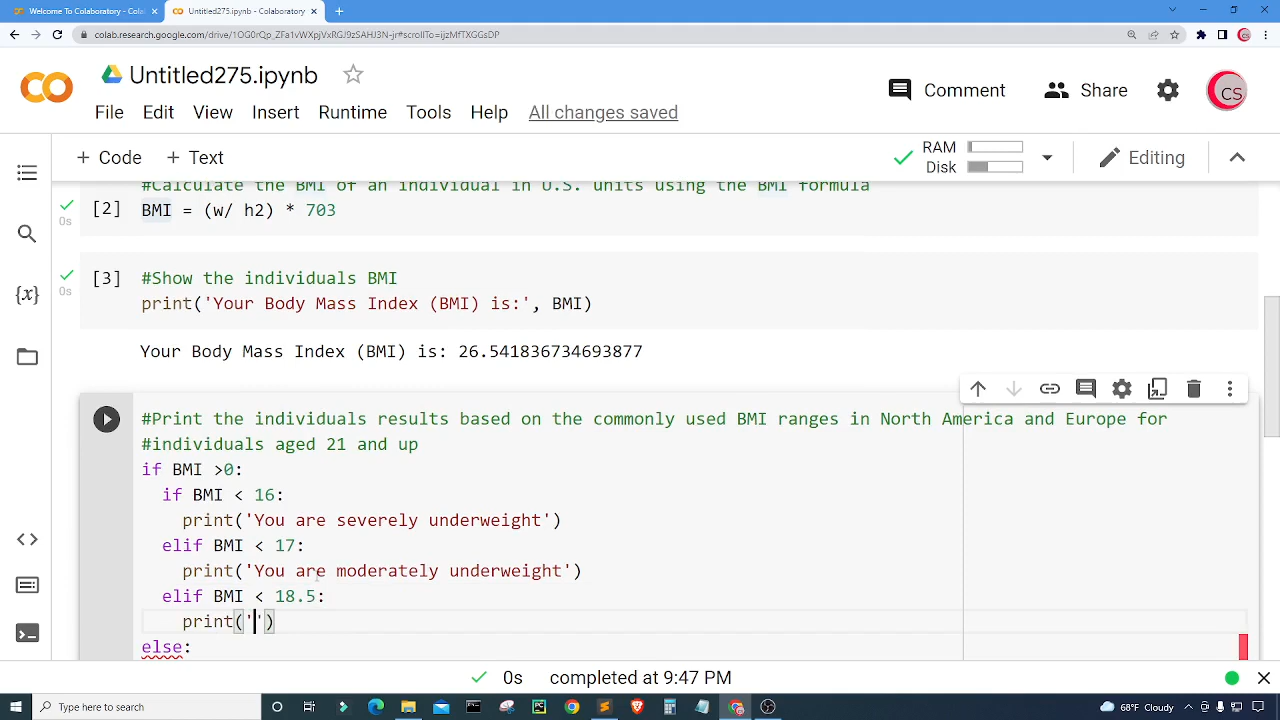 Welcome To Colaboratory - Colab
Untitled275.ipynb - Colaboratory
colab.research.google.com/drive/1OG0rQp_ZFa1vWXpjVxRGJ9zSAHJ3N-jr#scrollTo=ijzMfTXGGsDP
Untitled275.ipynb
File Edit View Insert Runtime Tools Help All changes saved
Comment Share CS
+ Code + Text
RAM
Disk
Editing
#Calculate the BMI of an individual in U.S. units using the BMI formula
[2] BMI = (w/ h2) * 703
0s
[3] #Show the individuals BMI
0s
print('Your Body Mass Index (BMI) is:', BMI)
{x}
Your Body Mass Index (BMI) is: 26.541836734693877
#Print the individuals results based on the commonly used BMI ranges in North America and Europe for
#individuals aged 21 and up
if BMI >0:
if BMI < 16:
print('You are severely underweight')
elif BMI < 17:
print('You are moderately underweight')
elif BMI < 18.5:
print('')
else:
0s completed at 9:47 PM
Type here to search
68°F Cloudy